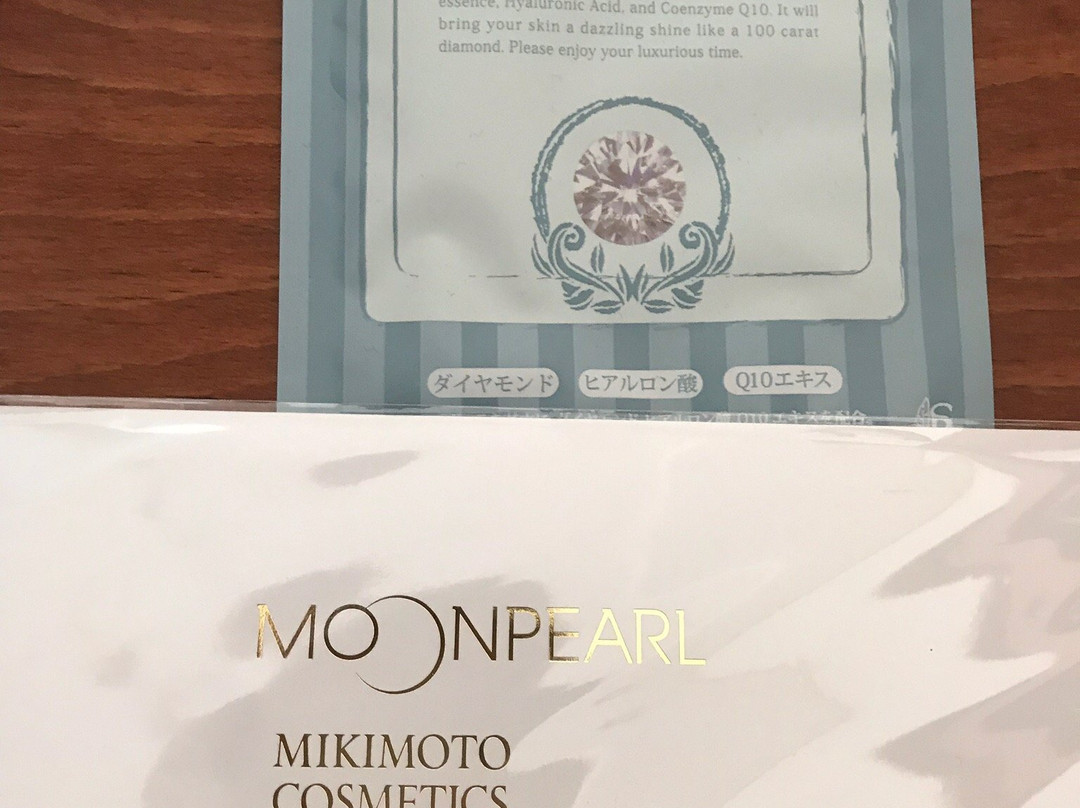 essence, Hyaluronic Acid, and Coenzyme Q10. It will
bring your skin a dazzling shine like a 100 carat
diamond. Please enjoy your luxurious time.
ダイヤモンド ヒアルロン酸 Q10エキス
MOONPEARL
MIKIMOTO
COSMETICS